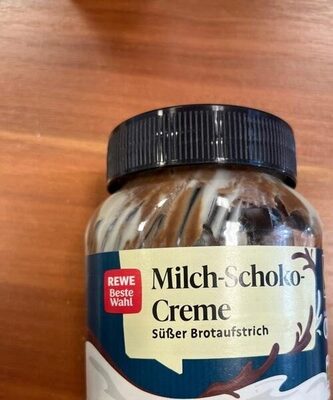 REWE
Beste
Wahl
Milch-Schoko-
Creme
Süßer Brotaufstrich